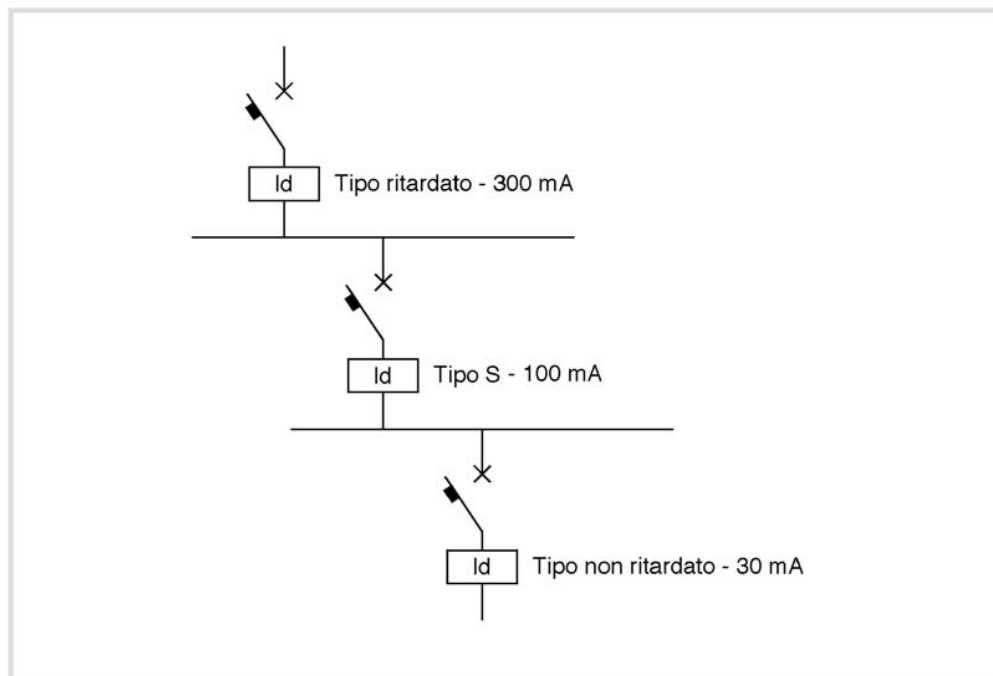 Id
Tipo ritardato - 300 mA
Id
Tipo S - 100 mA
Id
Tipo non ritardato - 30 mA